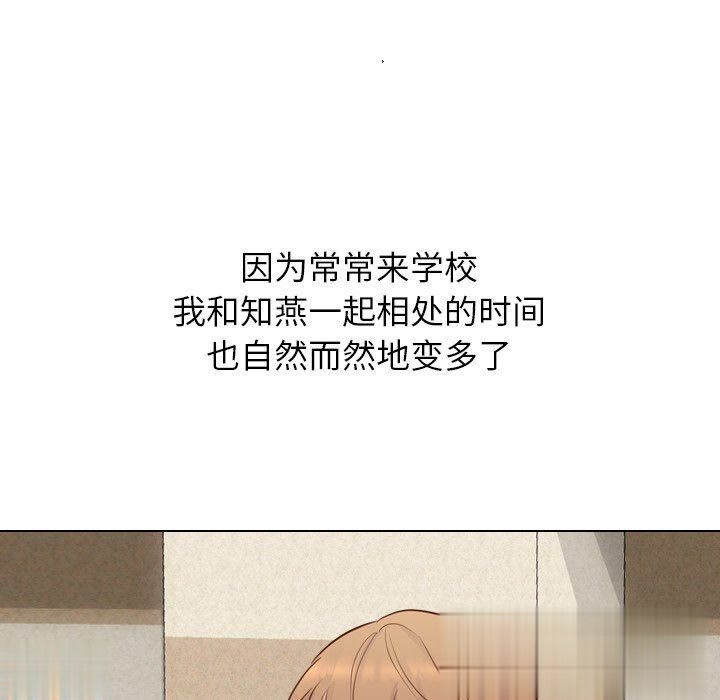 因为常常来学校
我和知燕一起相处的时间
也自然而然地变多了